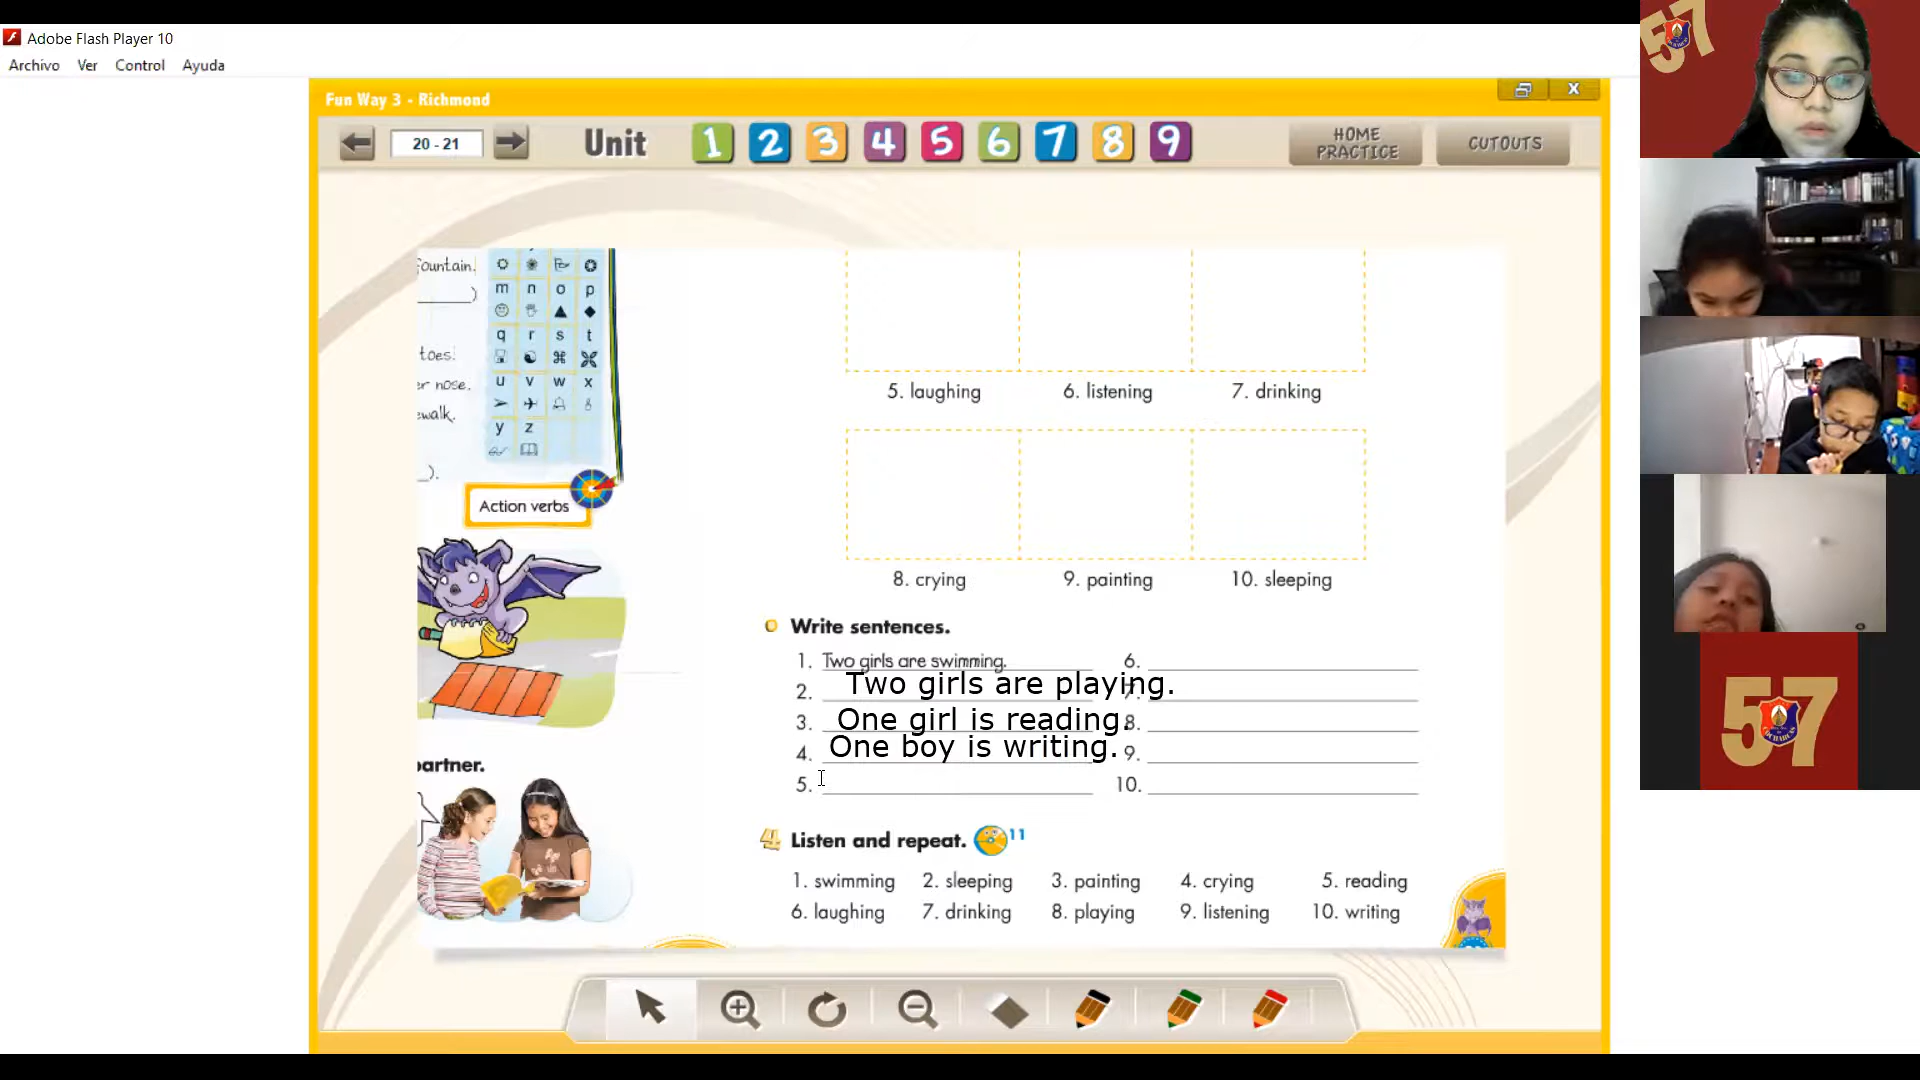 Adobe Flash Player 10
Archivo Ver Control Ayuda
Fun Way 3 - Richmond
20 - 21
Unit
1 2 3 4 5 6 7 8 9
HOME PRACTICE
CUTOUTS
fountain.
m n o p
q r s t
toes!
er nose.
u v w x
ewalk.
y z
Action verbs
partner.
5. laughing 6. listening 7. drinking
8. crying 9. painting 10. sleeping
Write sentences.
1. Two girls are swimming. 6.
2. Two girls are playing.
3. One girl is reading. 8.
4. One boy is writing. 9.
5. 10.
4 Listen and repeat. 11
1. swimming 2. sleeping 3. painting 4. crying 5. reading
6. laughing 7. drinking 8. playing 9. listening 10. writing
57
57